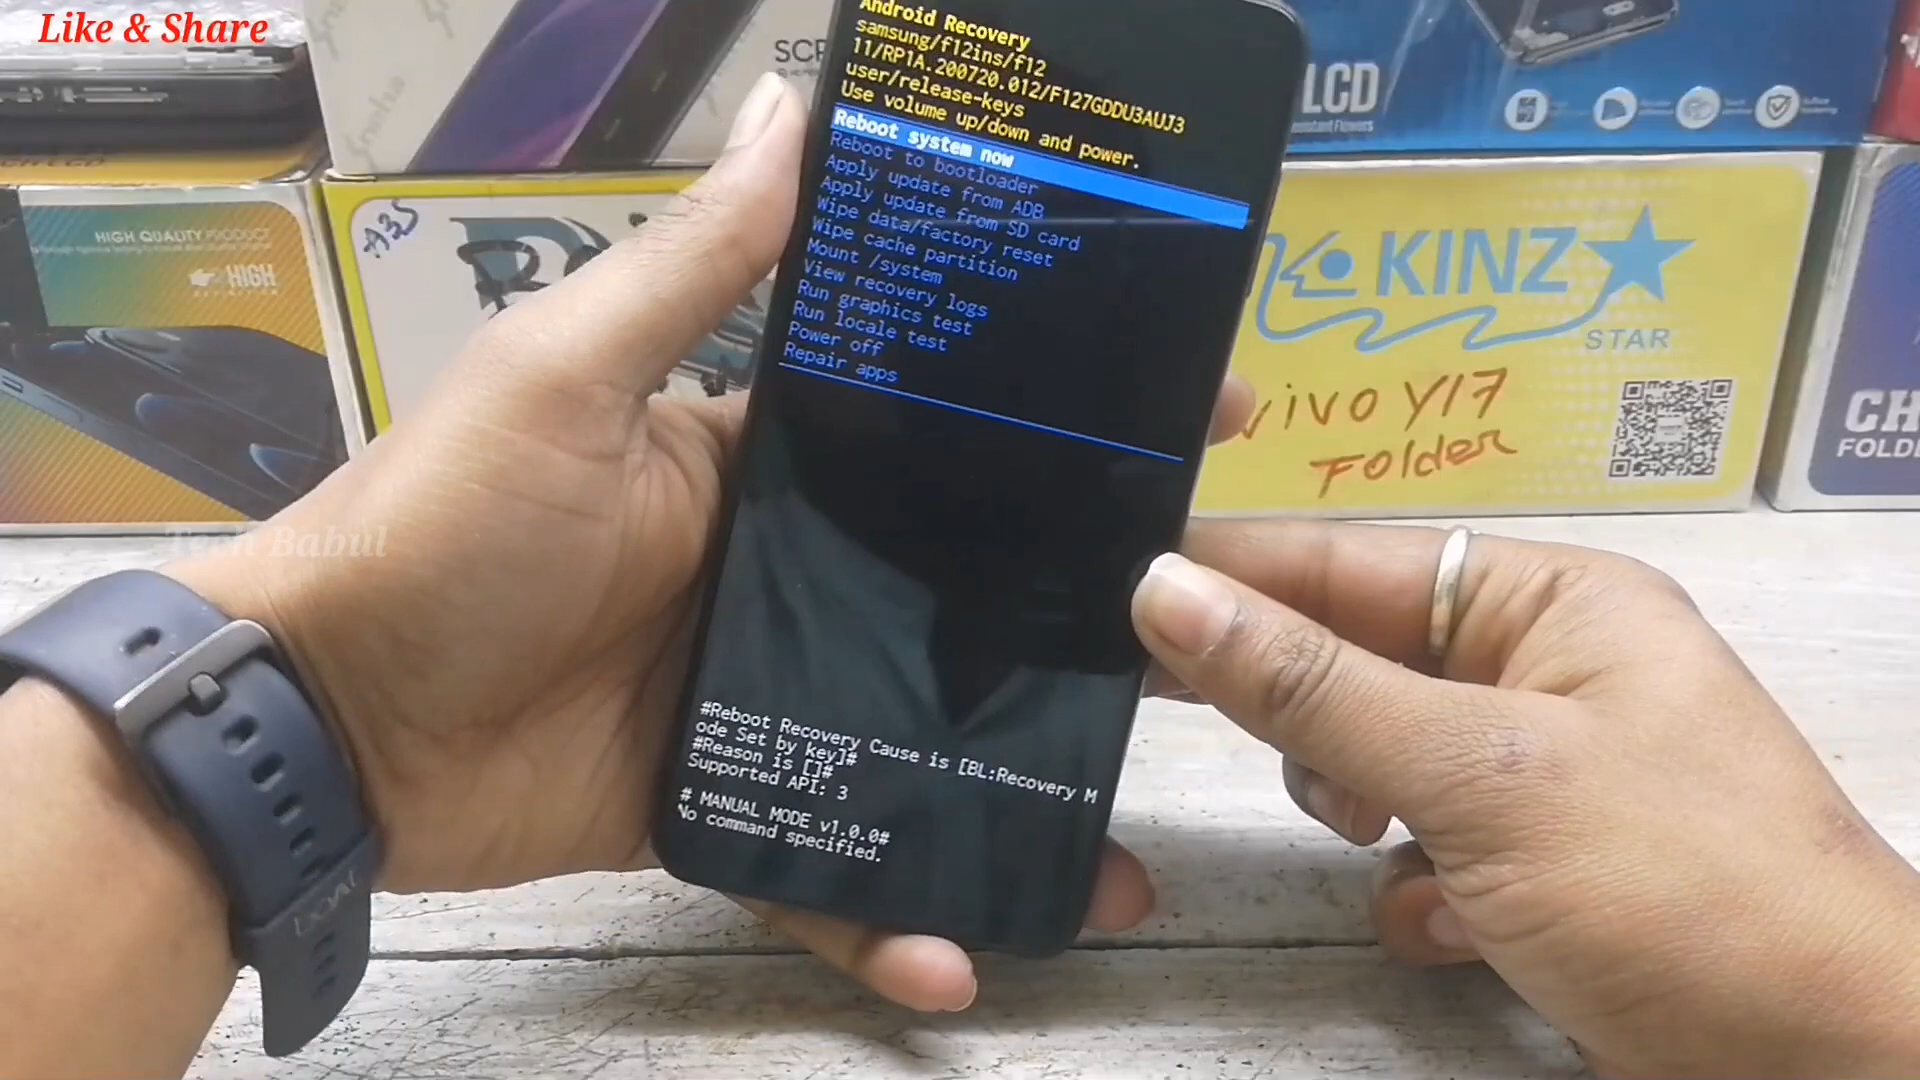 Like & Share
Android Recovery
samsung/f12ins/f12
11/RP1A.200720.012/F127GDDU3AUJ3
user/release-keys
Use volume up/down and power.
Reboot system now
Reboot to bootloader
Apply update from ADB
Apply update from SD card
Wipe data/factory reset
Wipe cache partition
Mount /system
View recovery logs
Run graphics test
Run locale test
Power off
Repair apps
#Reboot Recovery Cause is [BL:Recovery M
ode Set by key]#
#Reason is []#
Supported API: 3
# MANUAL MODE v1.0.0#
No command specified.
LCD
HIGH QUALITY PRODUCT
HIGH
A35
KINZ
STAR
vivo Y17
Folder
Tech Babul